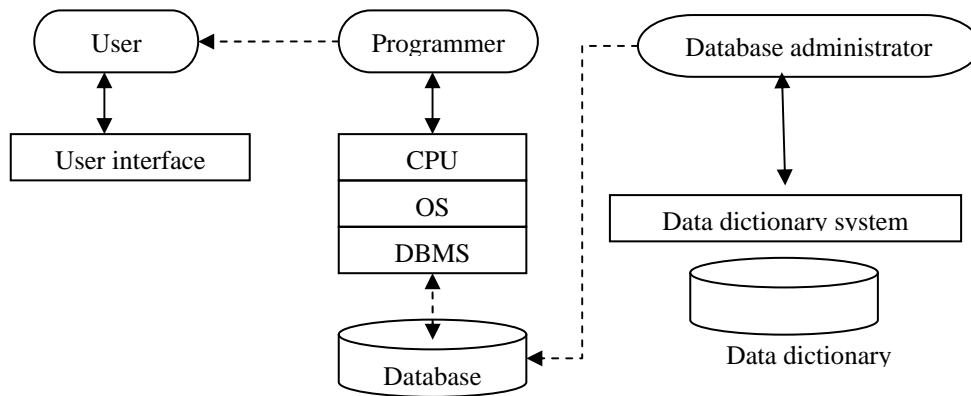 User
Programmer
Database administrator
User interface
CPU
OS
DBMS
Data dictionary system
Database
Data dictionary